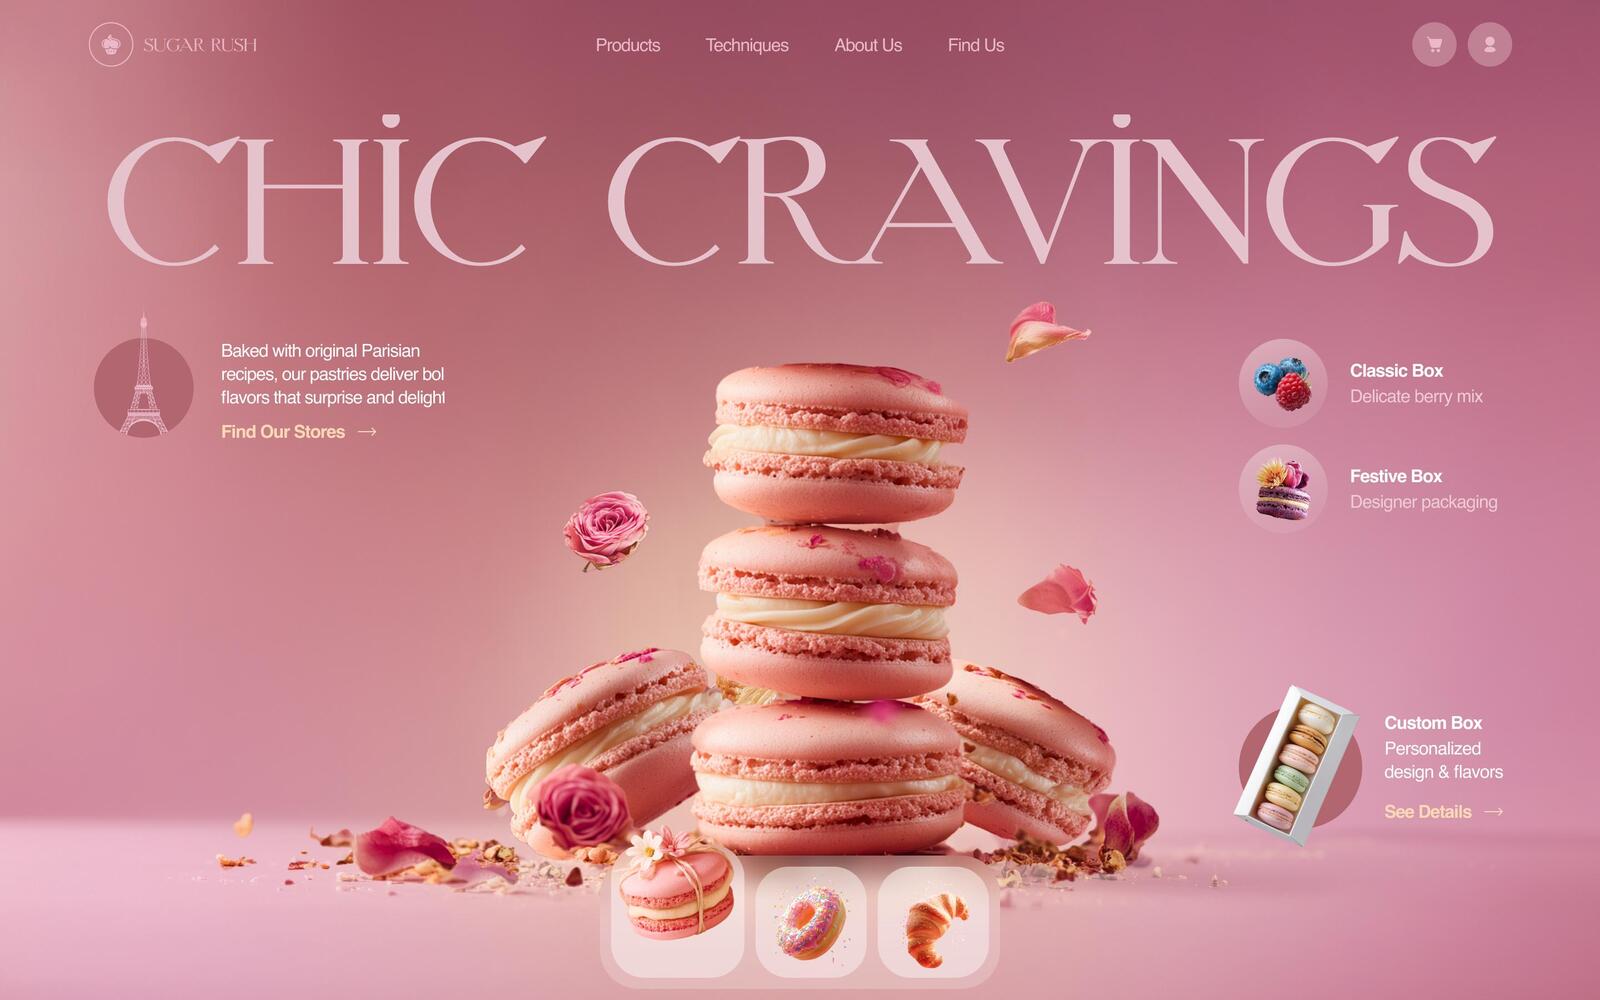 SUGAR RUSH
Products
Techniques
About Us
Find Us
CHIC CRAVINGS
Baked with original Parisian
recipes, our pastries deliver bol
flavors that surprise and delight
Find Our Stores →
Classic Box
Delicate berry mix
Festive Box
Designer packaging
Custom Box
Personalized
design & flavors
See Details →